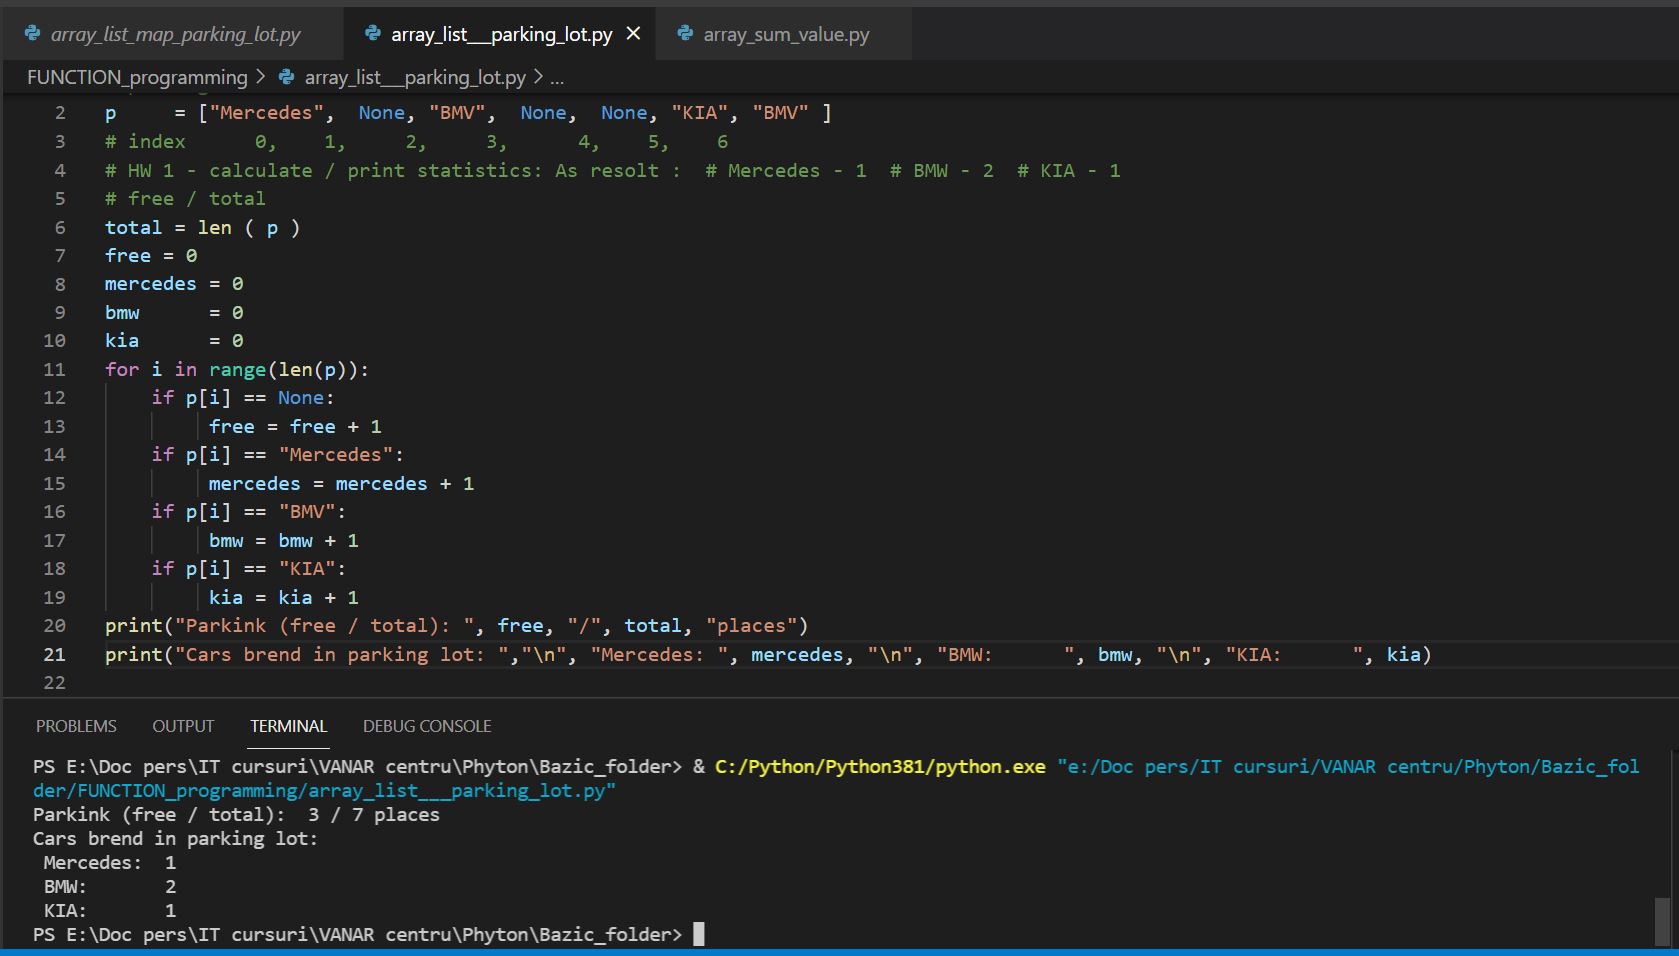 array_list_map_parking_lot.py array_list___parking_lot.py × array_sum_value.py
FUNCTION_programming > array_list___parking_lot.py > ...
2 p     = ["Mercedes",  None, "BMV",  None,  None, "KIA", "BMV" ]
3 # index      0,    1,     2,     3,      4,    5,    6
4 # HW 1 - calculate / print statistics: As resolt :  # Mercedes - 1  # BMW - 2  # KIA - 1
5 # free / total
6 total = len ( p )
7 free = 0
8 mercedes = 0
9 bmw      = 0
10 kia      = 0
11 for i in range(len(p)):
12     if p[i] == None:
13         free = free + 1
14     if p[i] == "Mercedes":
15         mercedes = mercedes + 1
16     if p[i] == "BMV":
17         bmw = bmw + 1
18     if p[i] == "KIA":
19         kia = kia + 1
20 print("Parkink (free / total): ", free, "/", total, "places")
21 print("Cars brend in parking lot: ","\n", "Mercedes: ", mercedes, "\n", "BMW:      ", bmw, "\n", "KIA:      ", kia)
22
PROBLEMS OUTPUT TERMINAL DEBUG CONSOLE
PS E:\Doc pers\IT cursuri\VANAR centru\Phyton\Bazic_folder> & C:/Python/Python381/python.exe "e:/Doc pers/IT cursuri/VANAR centru/Phyton/Bazic_fol
der/FUNCTION_programming/array_list___parking_lot.py"
Parkink (free / total):  3 / 7 places
Cars brend in parking lot:
 Mercedes:  1
 BMW:       2
 KIA:       1
PS E:\Doc pers\IT cursuri\VANAR centru\Phyton\Bazic_folder>